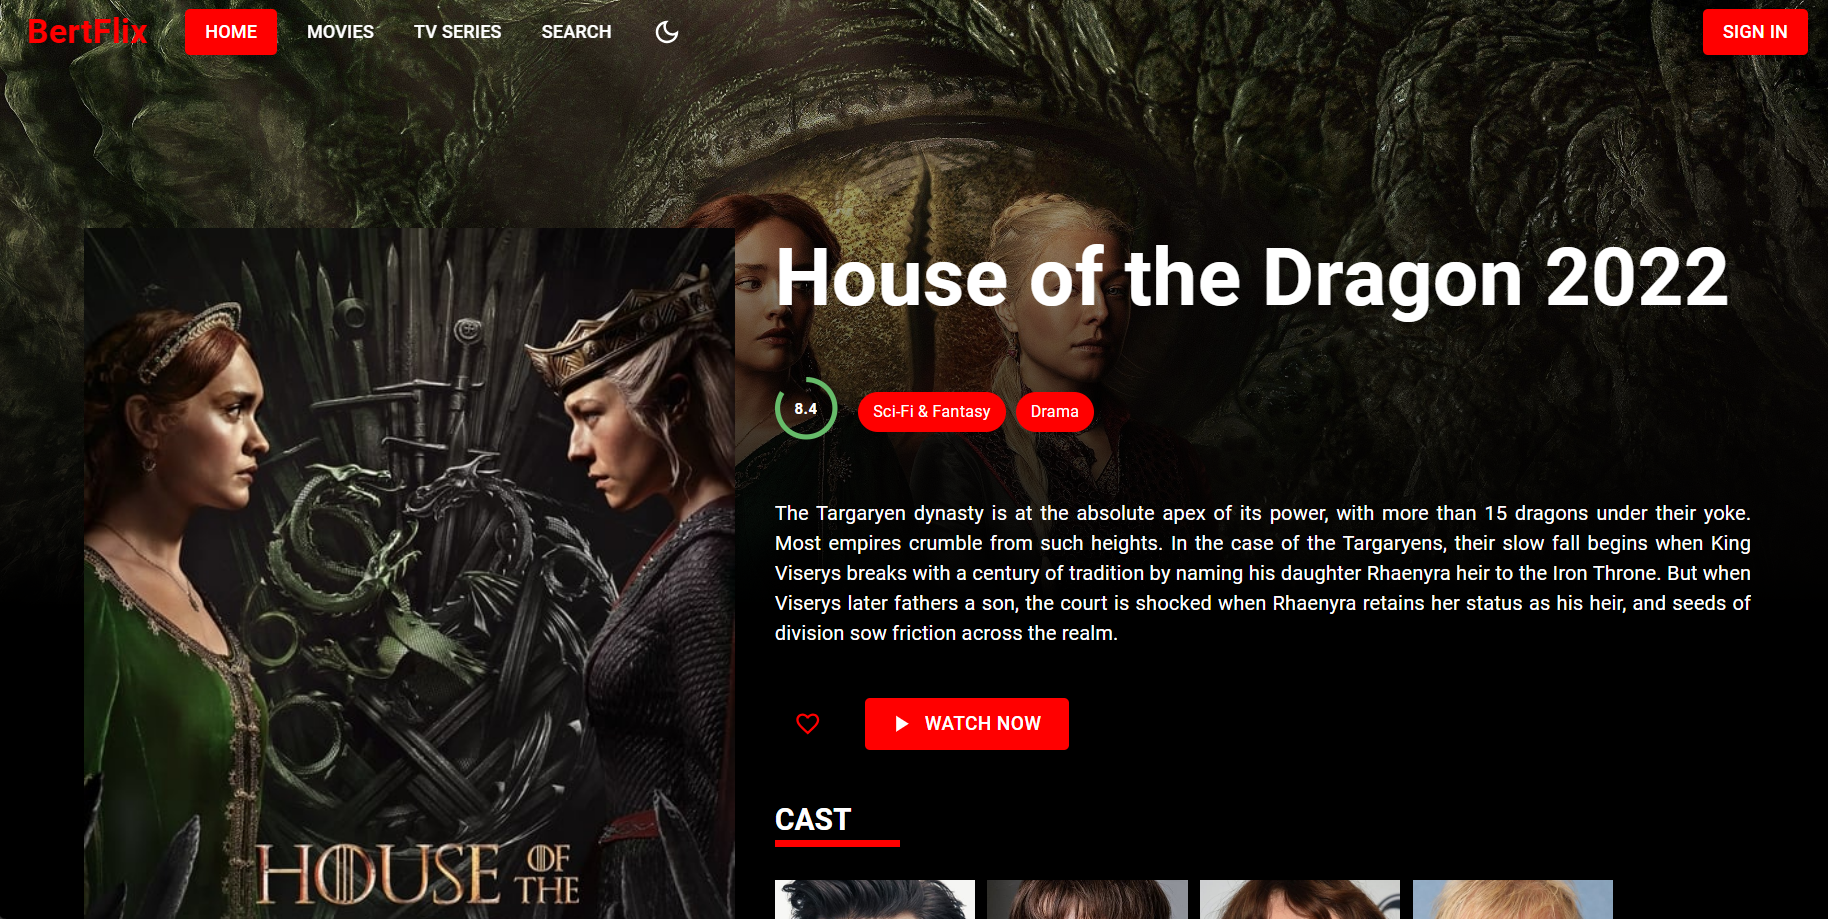 BertFlix
HOME
MOVIES
TV SERIES
SEARCH
SIGN IN
House of the Dragon 2022
8.4
Sci-Fi & Fantasy
Drama
The Targaryen dynasty is at the absolute apex of its power, with more than 15 dragons under their yoke.
Most empires crumble from such heights. In the case of the Targaryens, their slow fall begins when King
Viserys breaks with a century of tradition by naming his daughter Rhaenyra heir to the Iron Throne. But when
Viserys later fathers a son, the court is shocked when Rhaenyra retains her status as his heir, and seeds of
division sow friction across the realm.
WATCH NOW
CAST
HOUSE OF
THE